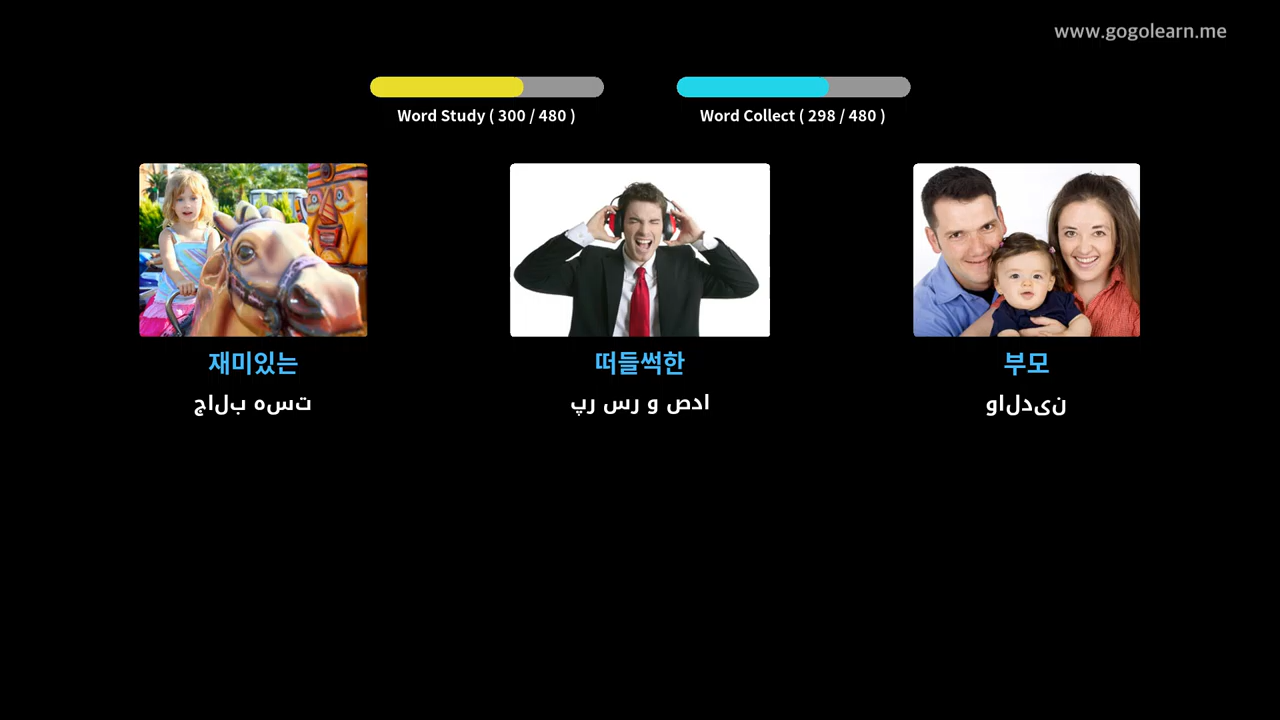 www.gogolearn.me
Word Study ( 300 / 480 )
Word Collect ( 298 / 480 )
재미있는
떠들썩한
부모
جالب هست
پر سر و صدا
والدین